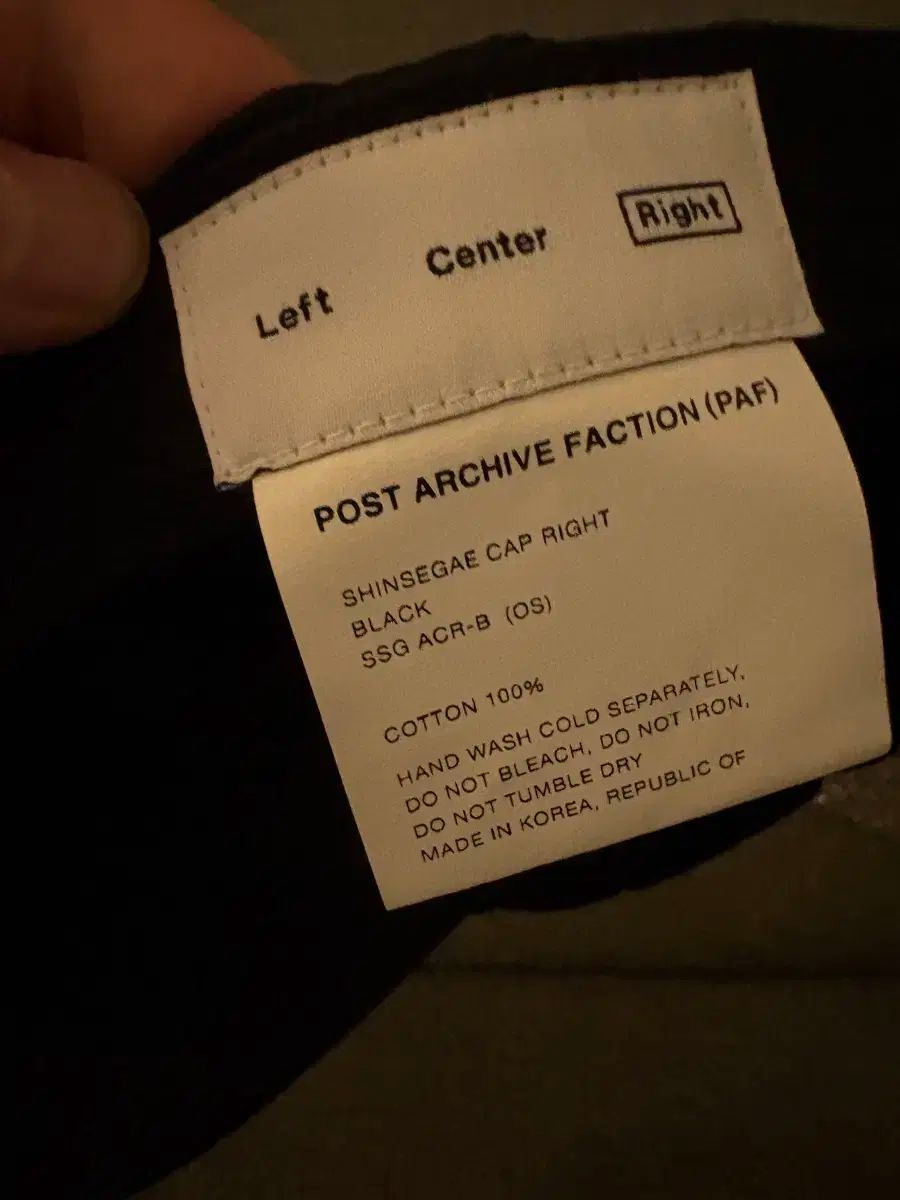 Left Center Right
POST ARCHIVE FACTION (PAF)
SHINSEGAE CAP RIGHT
BLACK
SSG ACR-B (OS)
COTTON 100%
HAND WASH COLD SEPARATELY,
DO NOT BLEACH, DO NOT IRON,
DO NOT TUMBLE DRY
MADE IN KOREA, REPUBLIC OF